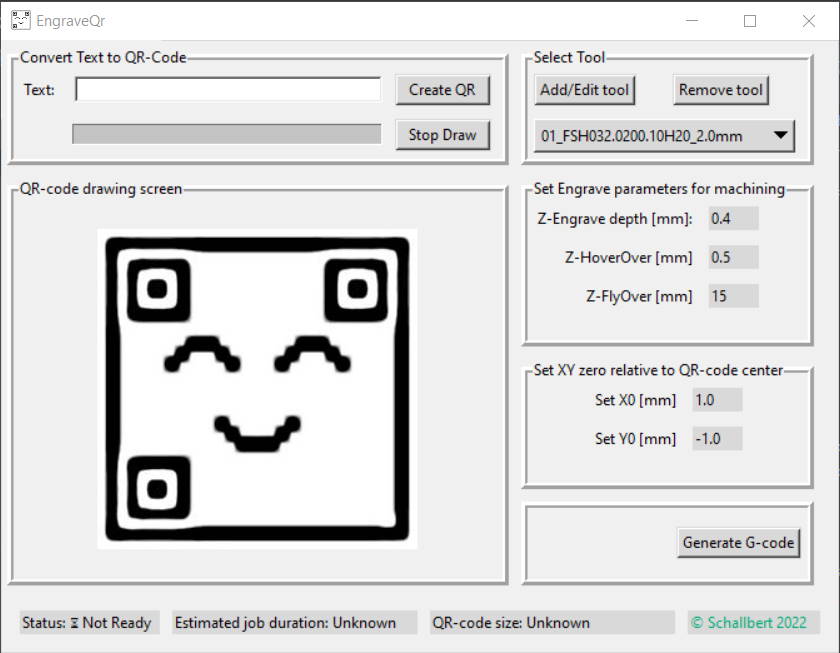 EngraveQr
Convert Text to QR-Code
Text:
Create QR
Stop Draw
Select Tool
Add/Edit tool
Remove tool
01_FSH032.0200.10H20_2.0mm
QR-code drawing screen
Set Engrave parameters for machining
Z-Engrave depth [mm]: 0.4
Z-HoverOver [mm] 0.5
Z-FlyOver [mm] 15
Set XY zero relative to QR-code center
Set X0 [mm] 1.0
Set Y0 [mm] -1.0
Generate G-code
Status: ⧖ Not Ready
Estimated job duration: Unknown
QR-code size: Unknown
© Schallbert 2022